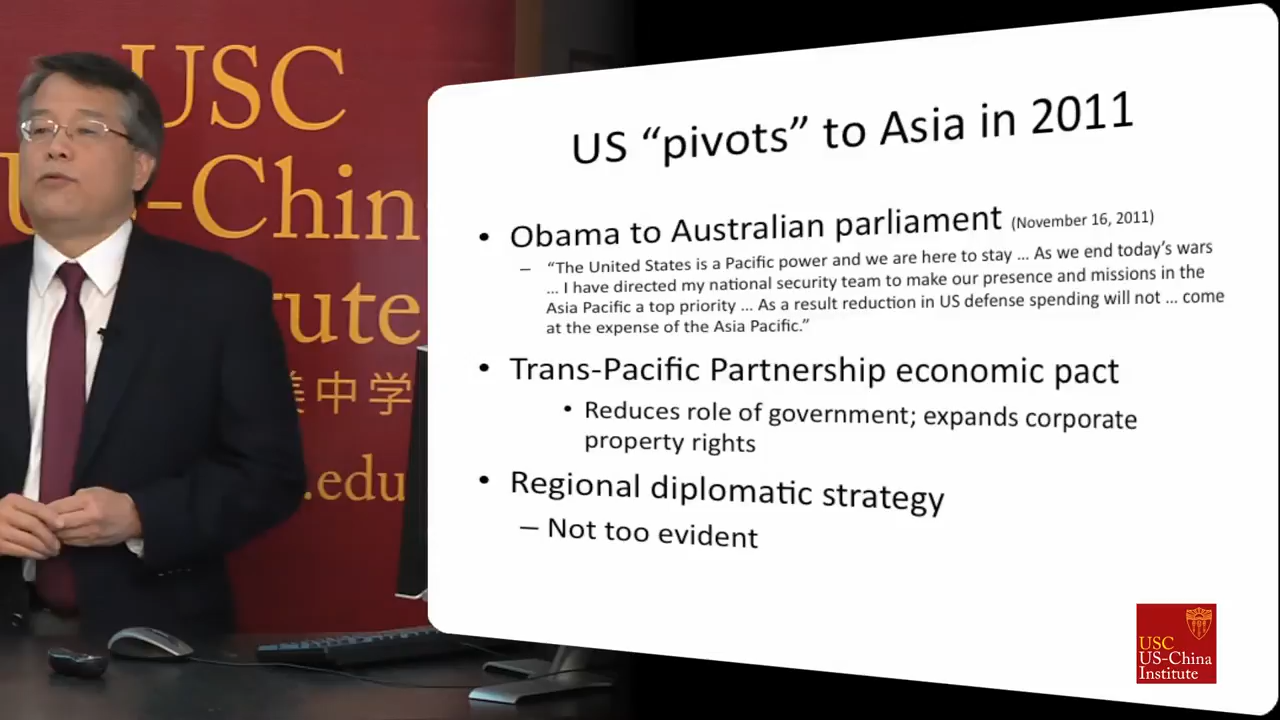 USC
US-Chin
tute
美中学
.edu
US “pivots” to Asia in 2011
• Obama to Australian parliament (November 16, 2011)
– “The United States is a Pacific power and we are here to stay ... As we end today’s wars
... I have directed my national security team to make our presence and missions in the
Asia Pacific a top priority ... As a result reduction in US defense spending will not ... come
at the expense of the Asia Pacific.”
• Trans-Pacific Partnership economic pact
• Reduces role of government; expands corporate
property rights
• Regional diplomatic strategy
– Not too evident
USC
US-China
Institute